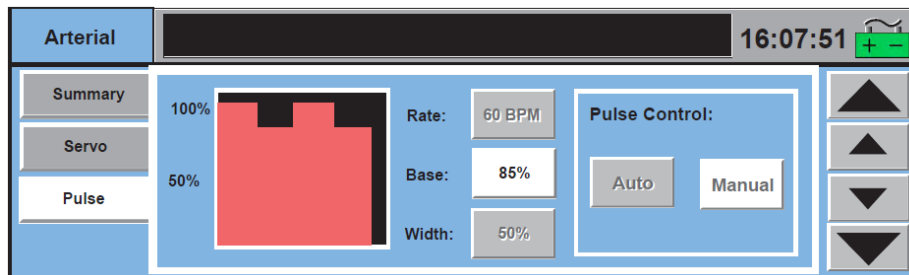 Arterial
16:07:51
+ −
Summary
Servo
Pulse
100%
50%
Rate: 60 BPM
Base: 85%
Width: 50%
Pulse Control:
Auto Manual